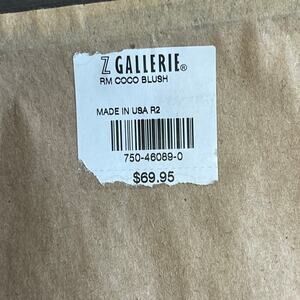 Z GALLERIE®
RM COCO BLUSH
MADE IN USA R2
750-46089-0
$69.95